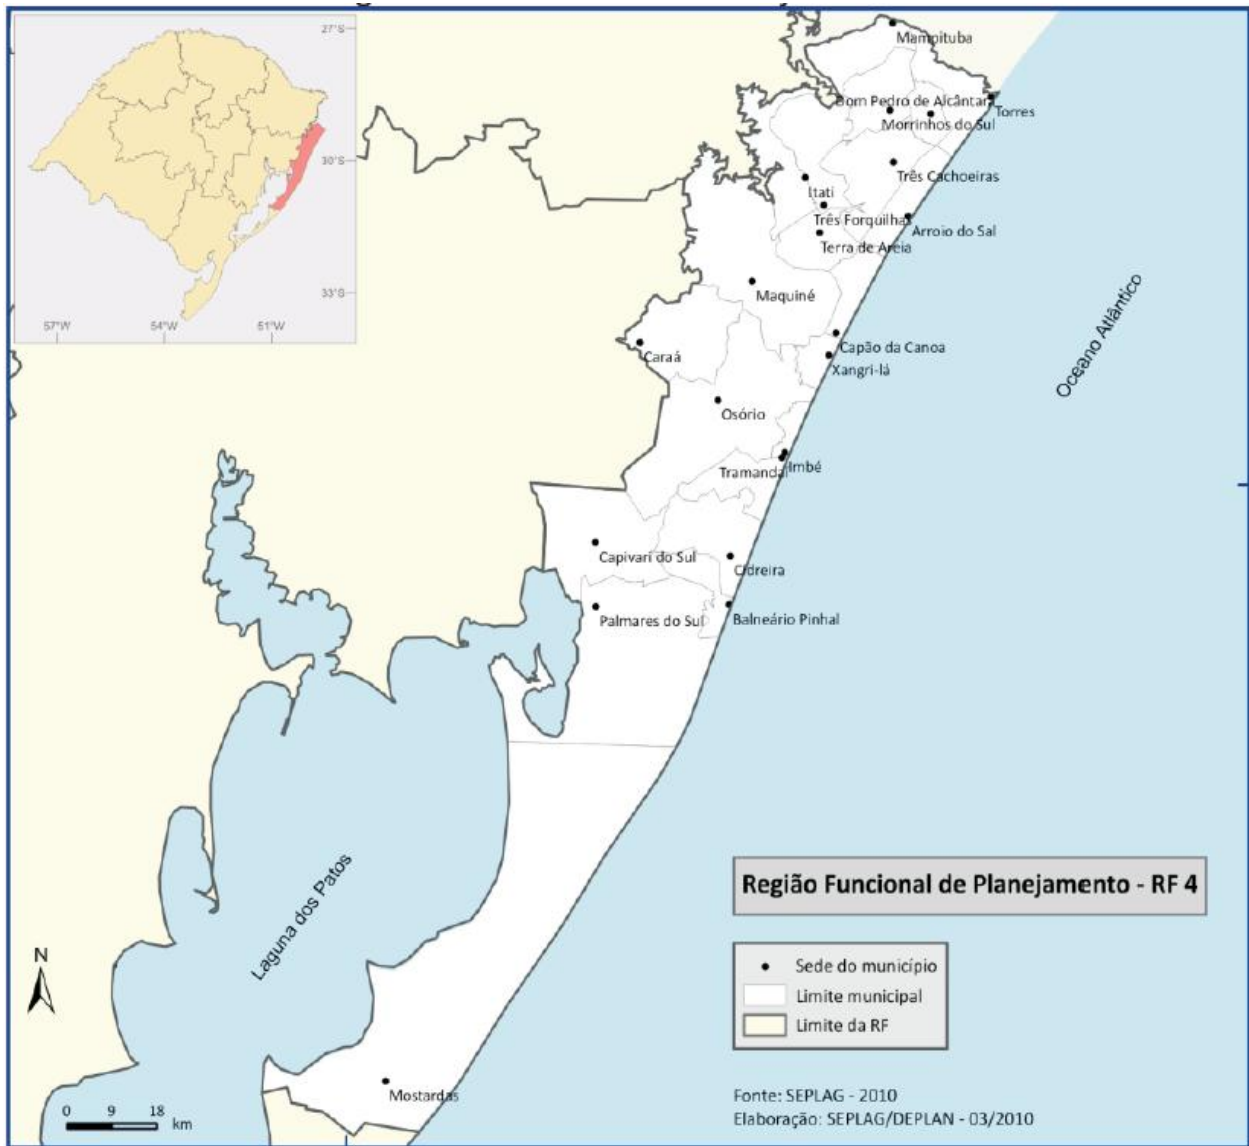 27°S
30°S
33°S
57°W
54°W
51°W
Mampituba
Dom Pedro de Alcântara
Torres
Morrinhos do Sul
Três Cachoeiras
Itati
Três Forquilhas
Arroio do Sal
Terra de Areia
Maquiné
Capão da Canoa
Caraá
Xangri-lá
Osório
Imbé
Tramandaí
Capivari do Sul
Cidreira
Palmares do Sul
Balneário Pinhal
Oceano Atlântico
Laguna dos Patos
Mostardas
N
0 9 18
km
Região Funcional de Planejamento - RF 4
Sede do município
Limite municipal
Limite da RF
Fonte: SEPLAG - 2010
Elaboração: SEPLAG/DEPLAN - 03/2010